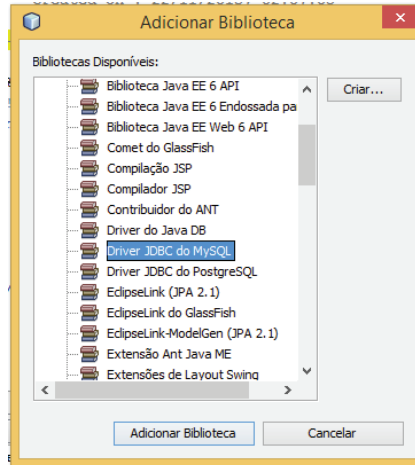 Adicionar Biblioteca
Bibliotecas Disponíveis:
Biblioteca Java EE 6 API
Criar...
Biblioteca Java EE 6 Endossada pa
Biblioteca Java EE Web 6 API
Comet do GlassFish
Compilação JSP
Compilador JSP
Contribuidor do ANT
Driver do Java DB
Driver JDBC do MySQL
Driver JDBC do PostgreSQL
EclipseLink (JPA 2.1)
EclipseLink do GlassFish
EclipseLink-ModelGen (JPA 2.1)
Extensão Ant Java ME
Extensões de Layout Swing
Adicionar Biblioteca
Cancelar